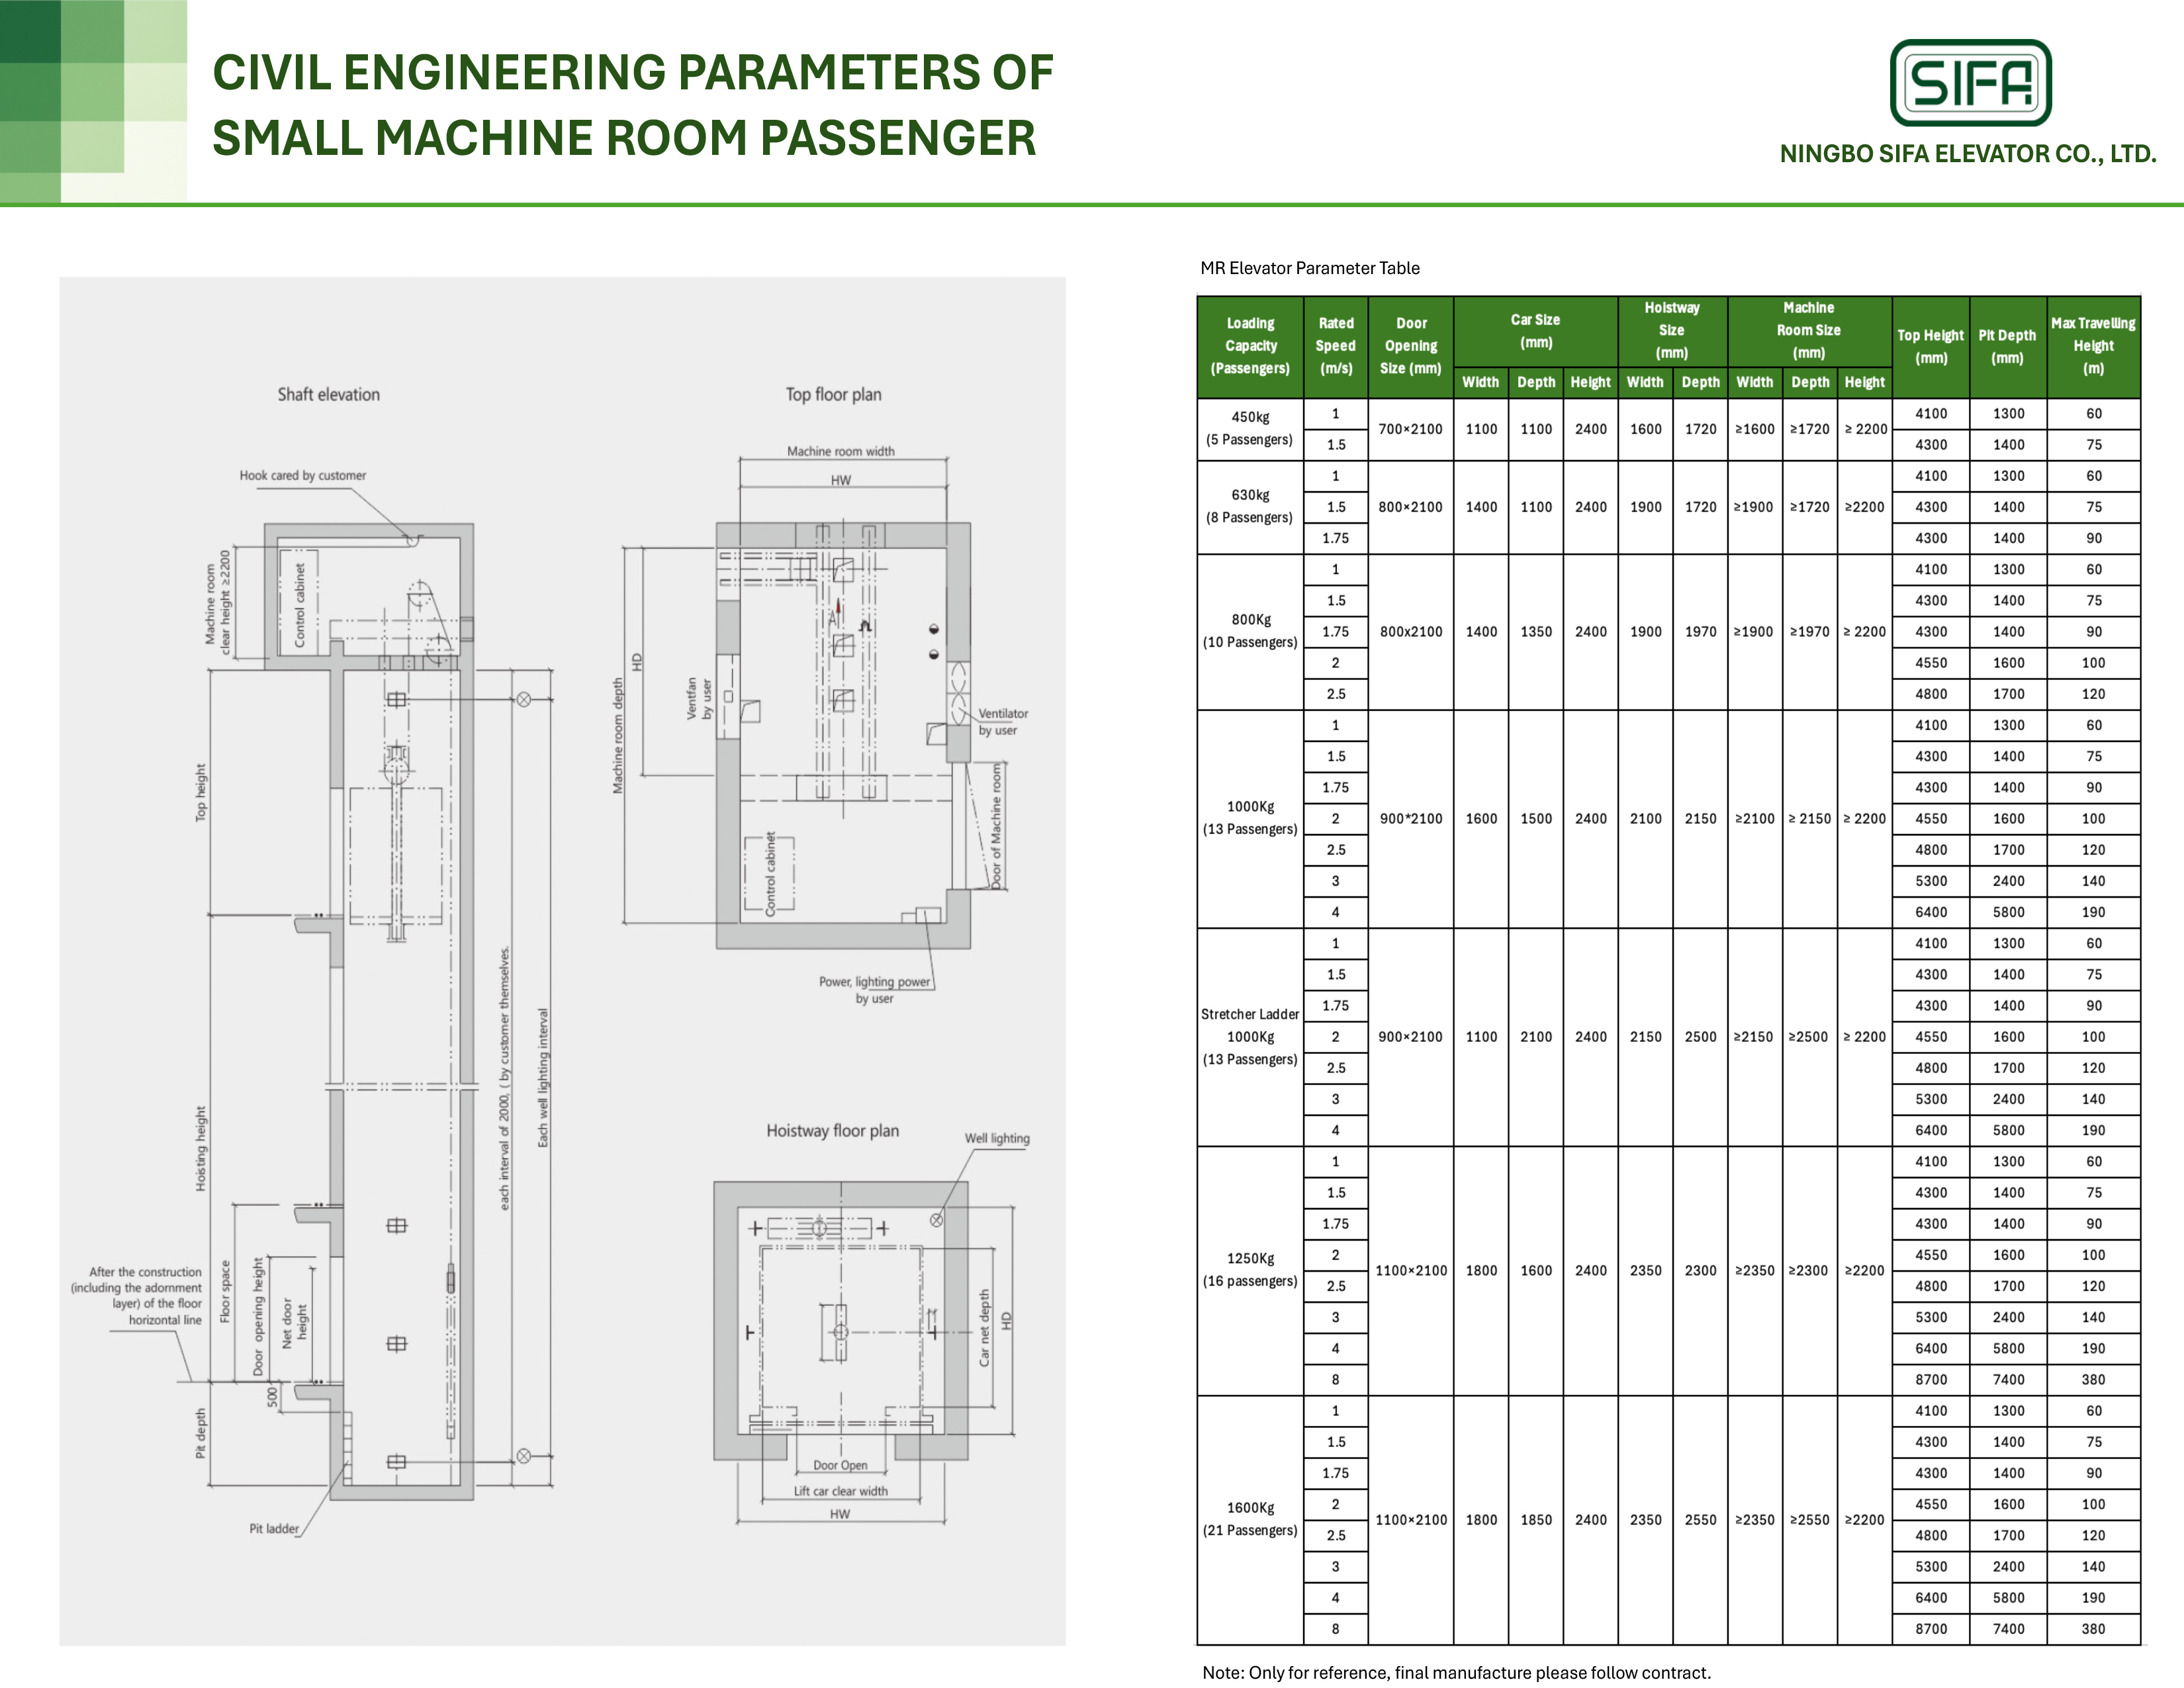 CIVIL ENGINEERING PARAMETERS OF
SMALL MACHINE ROOM PASSENGER
SIFA
NINGBO SIFA ELEVATOR CO., LTD.
Shaft elevation
Hook cared by customer
Machine room
clear height ≥2200
Control cabinet
Top height
Hoisting height
each interval of 2000, ( by customer themselves.
Each well lighting interval
After the construction
(including the adornment
layer) of the floor
horizontal line
Floor space
Door opening height
Net door
height
500
Pit depth
Pit ladder
Top floor plan
Machine room width
HW
Machine room depth
HD
Ventfan
by user
A
Ventilator
by user
Door of Machine room
Control cabinet
Power, lighting power
by user
Hoistway floor plan
Well lighting
Car net depth
HD
Door Open
Lift car clear width
HW
MR Elevator Parameter Table
Loading Capacity (Passengers) Rated Speed (m/s) Door Opening Size (mm) Car Size (mm) Hoistway Size (mm) Machine Room Size (mm) Top Height (mm) Pit Depth (mm) Max Travelling Height (m)
Width Depth Height Width Depth Width Depth Height
450kg (5 Passengers) 700×2100 1100 1100 2400 1600 1720 ≥1600 ≥1720 ≥ 2200
1 4100 1300 60
1.5 4300 1400 75
630kg (8 Passengers) 800×2100 1400 1100 2400 1900 1720 ≥1900 ≥1720 ≥2200
1 4100 1300 60
1.5 4300 1400 75
1.75 4300 1400 90
800Kg (10 Passengers) 800x2100 1400 1350 2400 1900 1970 ≥1900 ≥1970 ≥ 2200
1 4100 1300 60
1.5 4300 1400 75
1.75 4300 1400 90
2 4550 1600 100
2.5 4800 1700 120
1000Kg (13 Passengers) 900*2100 1600 1500 2400 2100 2150 ≥2100 ≥ 2150 ≥ 2200
1 4100 1300 60
1.5 4300 1400 75
1.75 4300 1400 90
2 4550 1600 100
2.5 4800 1700 120
3 5300 2400 140
4 6400 5800 190
Stretcher Ladder 1000Kg (13 Passengers) 900×2100 1100 2100 2400 2150 2500 ≥2150 ≥2500 ≥ 2200
1 4100 1300 60
1.5 4300 1400 75
1.75 4300 1400 90
2 4550 1600 100
2.5 4800 1700 120
3 5300 2400 140
4 6400 5800 190
1250Kg (16 passengers) 1100×2100 1800 1600 2400 2350 2300 ≥2350 ≥2300 ≥2200
1 4100 1300 60
1.5 4300 1400 75
1.75 4300 1400 90
2 4550 1600 100
2.5 4800 1700 120
3 5300 2400 140
4 6400 5800 190
8 8700 7400 380
1600Kg (21 Passengers) 1100×2100 1800 1850 2400 2350 2550 ≥2350 ≥2550 ≥2200
1 4100 1300 60
1.5 4300 1400 75
1.75 4300 1400 90
2 4550 1600 100
2.5 4800 1700 120
3 5300 2400 140
4 6400 5800 190
8 8700 7400 380
Note: Only for reference, final manufacture please follow contract.